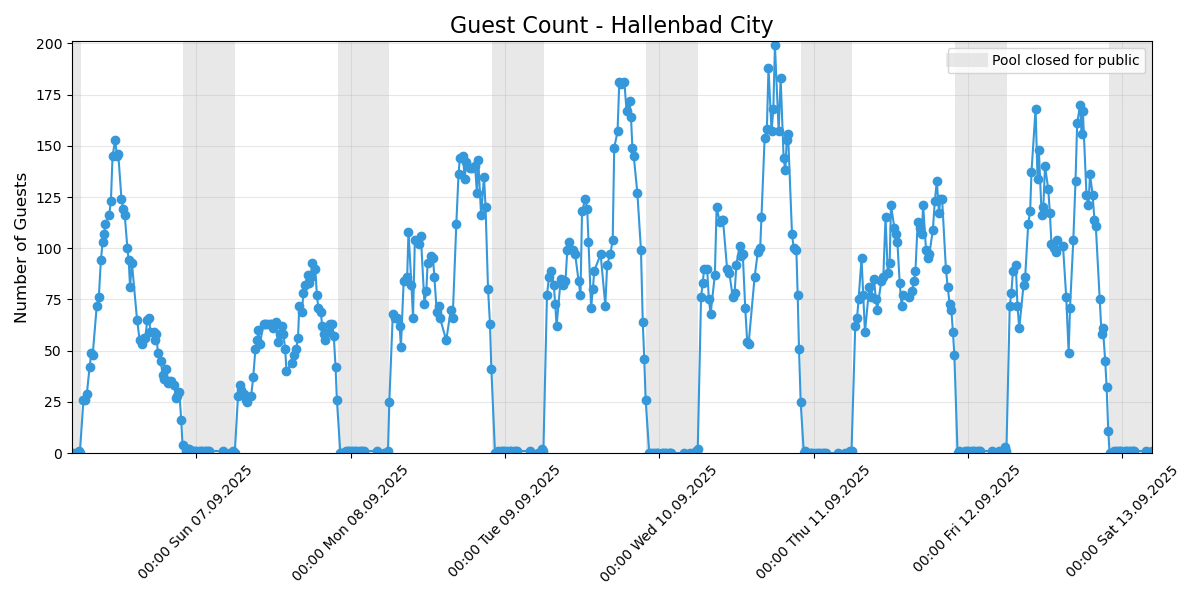 Guest Count - Hallenbad City
Pool closed for public
Number of Guests
200
175
150
125
100
75
50
25
0
00:00 Sun 07.09.2025
00:00 Mon 08.09.2025
00:00 Tue 09.09.2025
00:00 Wed 10.09.2025
00:00 Thu 11.09.2025
00:00 Fri 12.09.2025
00:00 Sat 13.09.2025